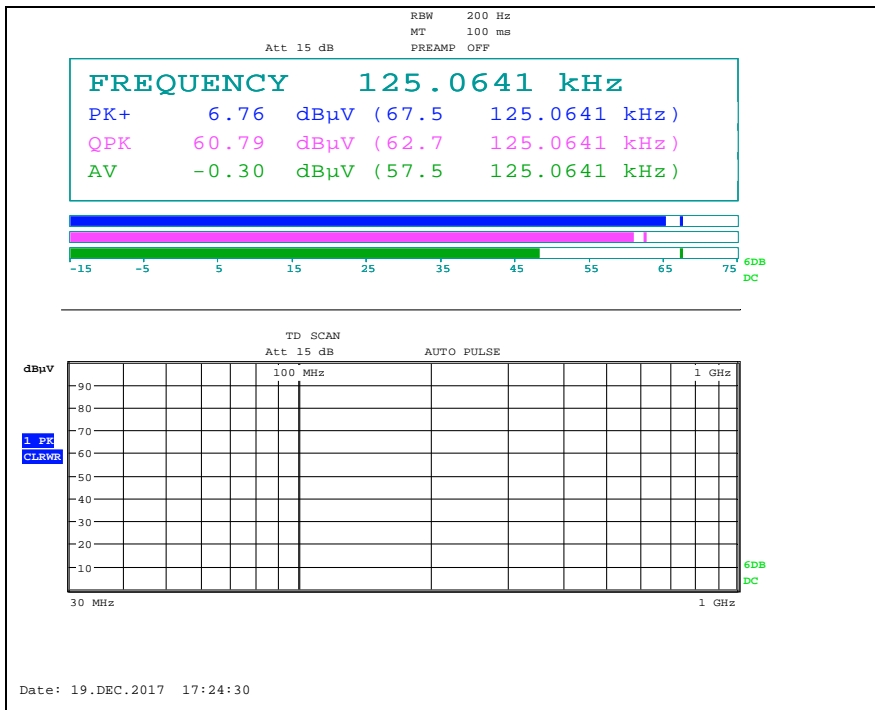 RBW 200 Hz
MT 100 ms
Att 15 dB PREAMP OFF
FREQUENCY 125.0641 kHz
PK+ 6.76 dBµV (67.5 125.0641 kHz)
QPK 60.79 dBµV (62.7 125.0641 kHz)
AV -0.30 dBµV (57.5 125.0641 kHz)
-15 -5 5 15 25 35 45 55 65 75 6DB
DC
TD SCAN
Att 15 dB AUTO PULSE
dBµV 100 MHz 1 GHz
90
80
70
1 PK
CLRWR 60
50
40
30
20
10 6DB
DC
30 MHz 1 GHz
Date: 19.DEC.2017 17:24:30